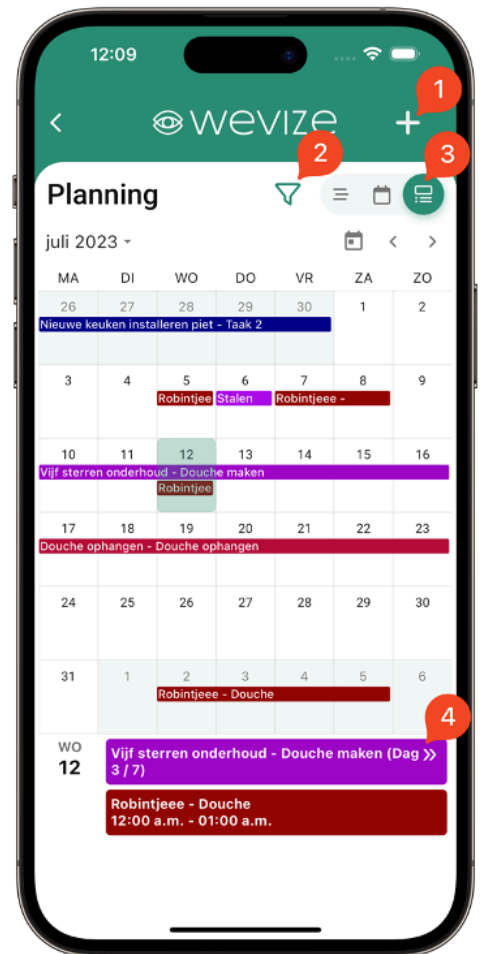 12:09
1
wevize
2
3
Planning
juli 2023
MA DI WO DO VR ZA ZO
26 27 28 29 30 1 2
Nieuwe keuken installeren piet - Taak 2
3 4 5 6 7 8 9
Robintjee Stalen Robintjeee -
10 11 12 13 14 15 16
Vijf sterren onderhoud - Douche maken
Robintjee
17 18 19 20 21 22 23
Douche ophangen - Douche ophangen
24 25 26 27 28 29 30
31 1 2 3 4 5 6
Robintjeee - Douche
4
WO
12
Vijf sterren onderhoud - Douche maken (Dag »
3 / 7)
Robintjeee - Douche
12:00 a.m. - 01:00 a.m.